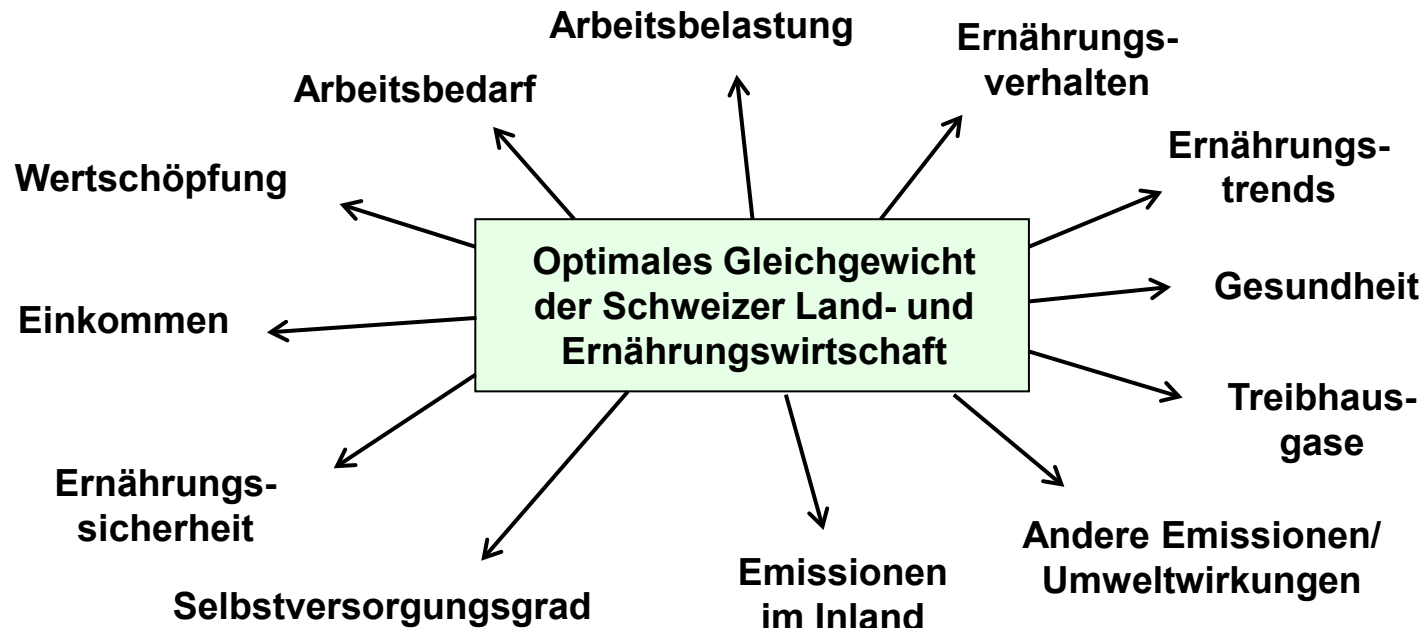 Arbeitsbelastung
Ernährungs-
verhalten
Arbeitsbedarf
Ernährungs-
trends
Wertschöpfung
Optimales Gleichgewicht
der Schweizer Land- und
Ernährungswirtschaft
Gesundheit
Einkommen
Treibhaus-
gase
Ernährungs-
sicherheit
Andere Emissionen/
Umweltwirkungen
Emissionen
im Inland
Selbstversorgungsgrad